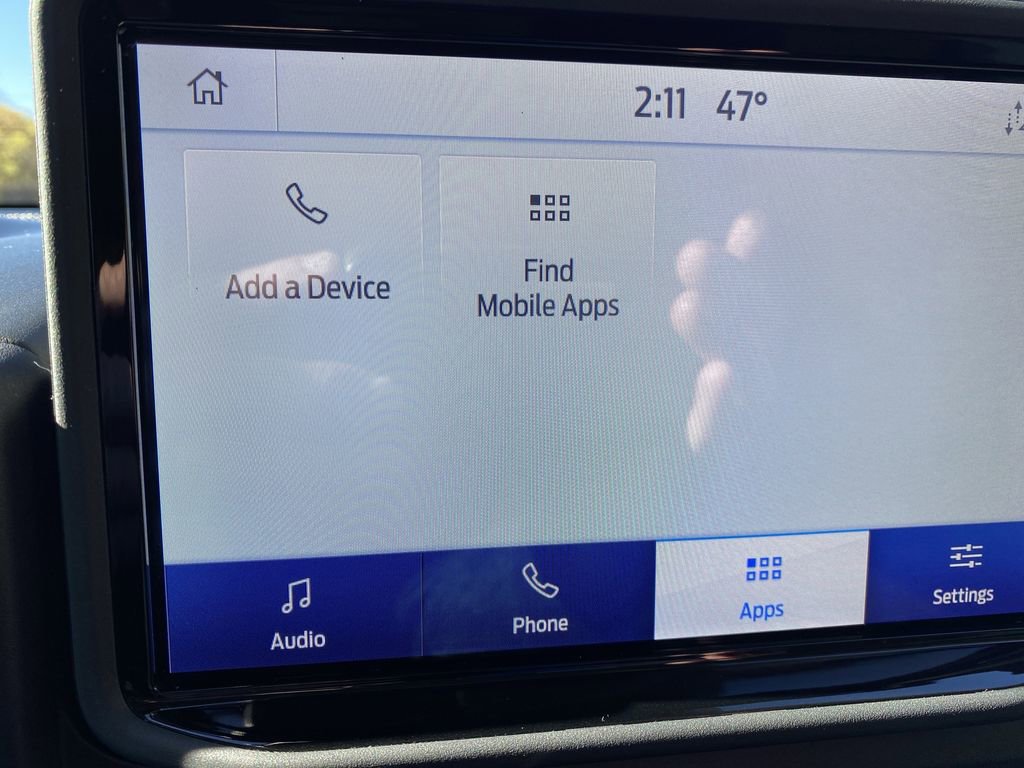 2:11 47°
Add a Device
Find
Mobile Apps
Audio
Phone
Apps
Settings